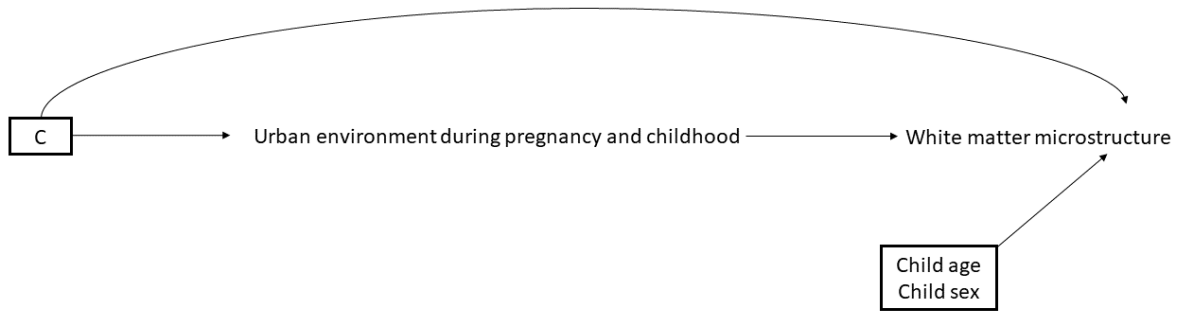 C
Urban environment during pregnancy and childhood
White matter microstructure
Child age
Child sex